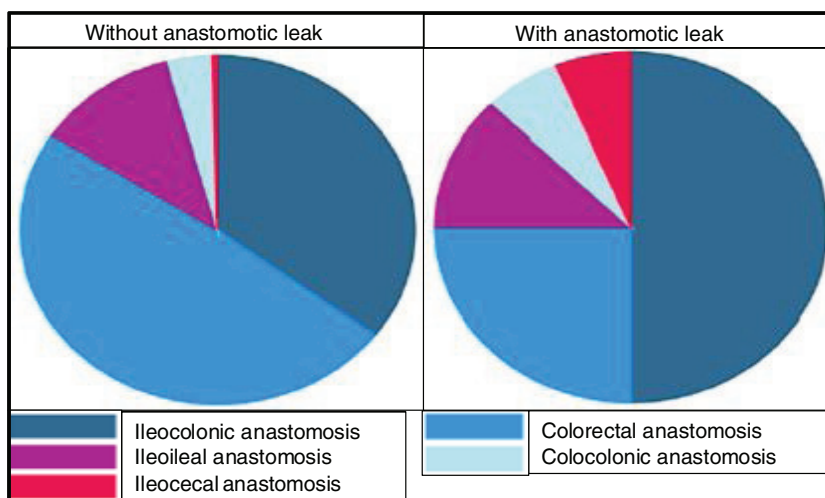 Without anastomotic leak
With anastomotic leak
Ileocolonic anastomosis
Ileoileal anastomosis
Ileocecal anastomosis
Colorectal anastomosis
Colocolonic anastomosis